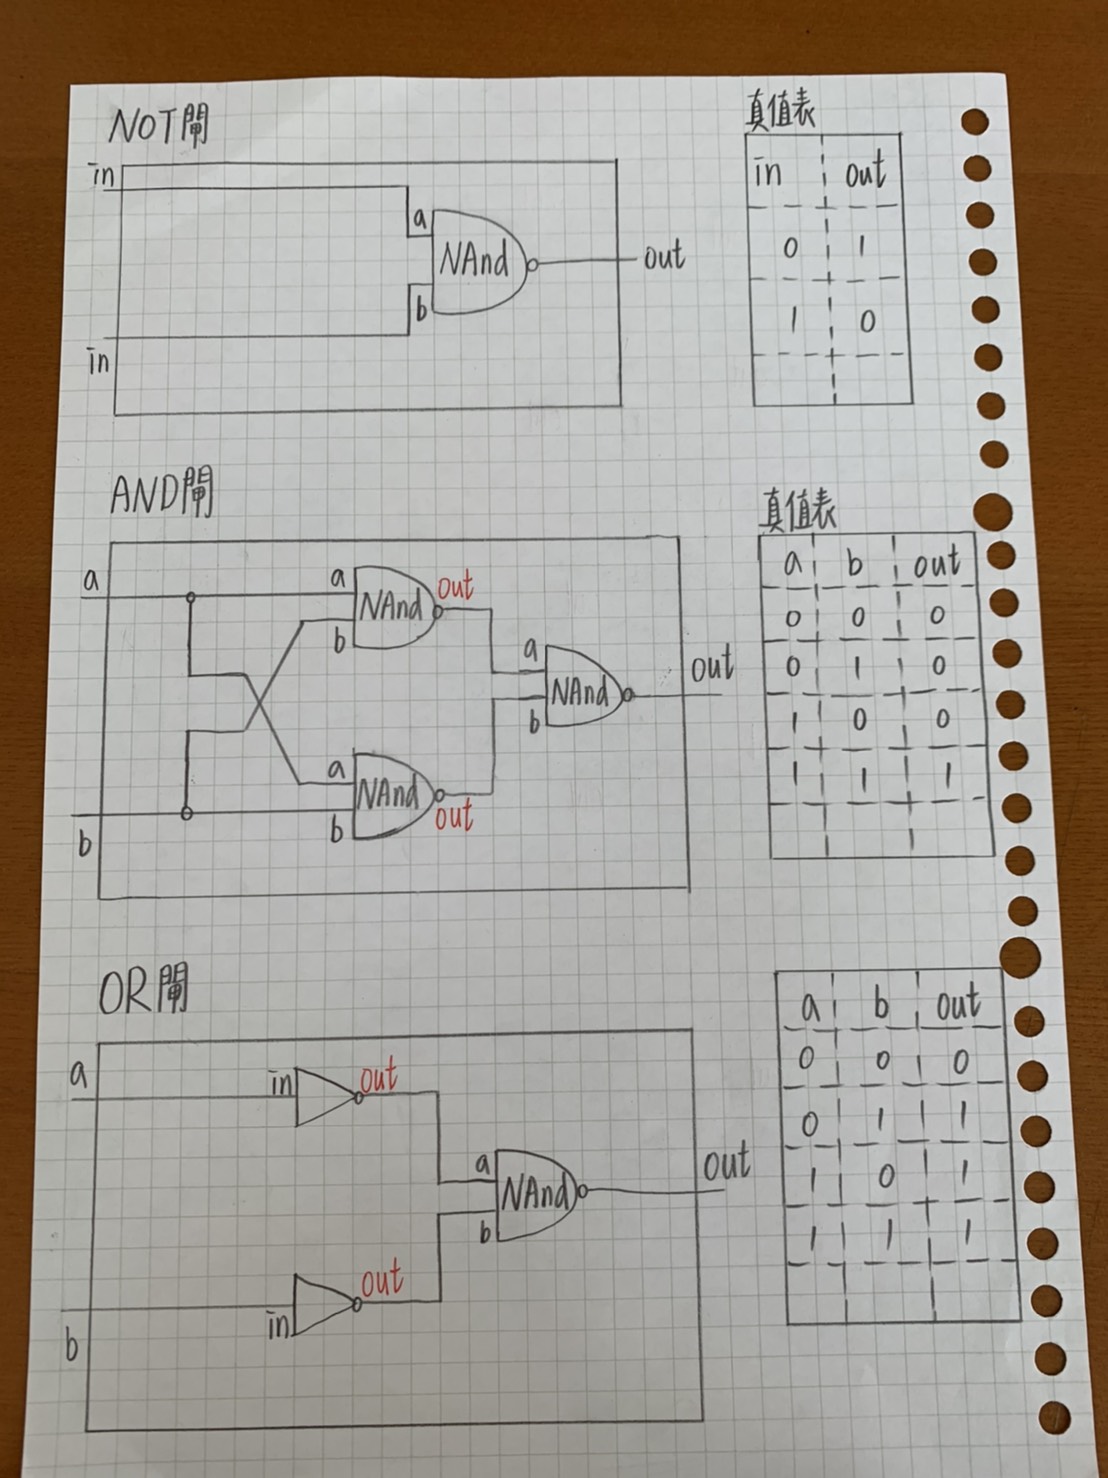 NOT閘
in
a
NAnd
out
b
in
真值表
in out
0 1
1 0
AND閘
a
a
NAnd
out
b
a
NAnd
out
b
a
NAnd
out
b
b
真值表
a b out
0 0 0
0 1 0
1 0 0
1 1 1
OR閘
a
in
out
a
NAnd
out
b
out
in
b
a b out
0 0 0
0 1 1
1 0 1
1 1 1